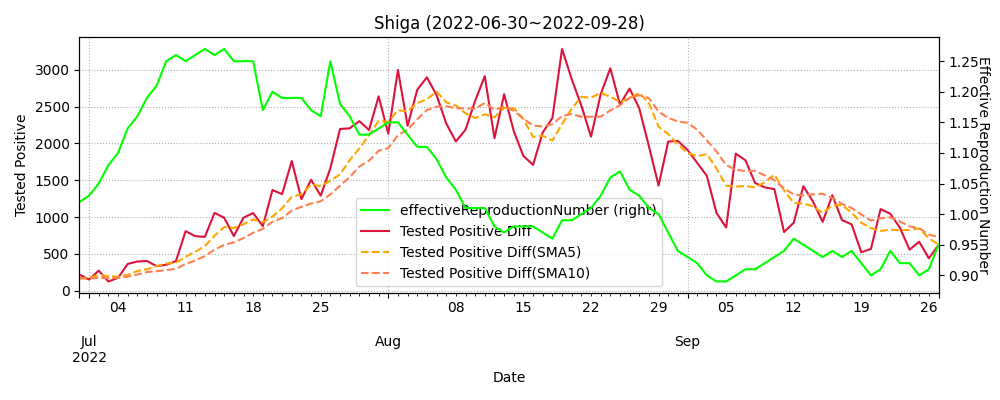 Shiga (2022-06-30~2022-09-28)
Tested Positive
3000
2500
2000
1500
1000
500
0
1.25
1.20
1.15
1.10
1.05
1.00
0.95
0.90
Effective Reproduction Number
effectiveReproductionNumber (right)
Tested Positive Diff
Tested Positive Diff(SMA5)
Tested Positive Diff(SMA10)
04 11 18 25 08 15 22 29 05 12 19 26
Jul Aug Sep
2022
Date